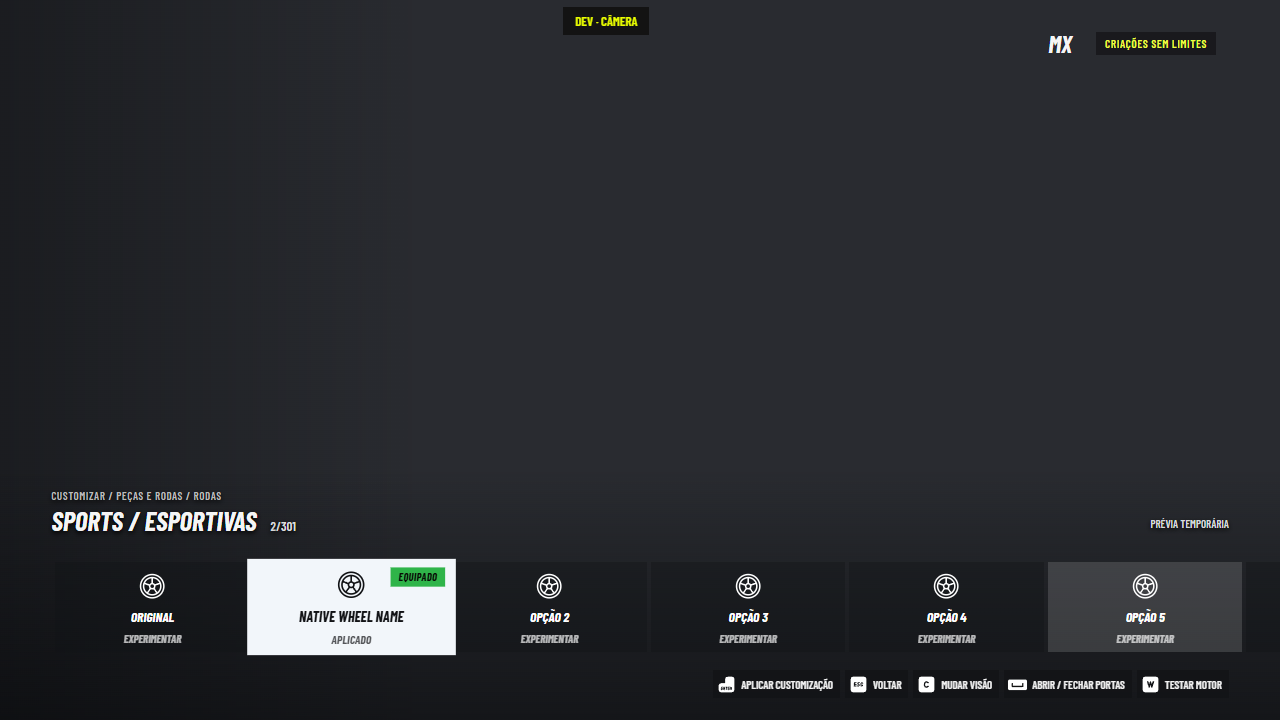 DEV - CÂMERA
MX
CRIAÇÕES SEM LIMITES
CUSTOMIZAR / PEÇAS E RODAS / RODAS
SPORTS / ESPORTIVAS 2/301
PRÉVIA TEMPORÁRIA
ORIGINAL
EXPERIMENTAR
EQUIPADO
NATIVE WHEEL NAME
APLICADO
OPÇÃO 2
EXPERIMENTAR
OPÇÃO 3
EXPERIMENTAR
OPÇÃO 4
EXPERIMENTAR
OPÇÃO 5
EXPERIMENTAR
ENTER APLICAR CUSTOMIZAÇÃO ESC VOLTAR C MUDAR VISÃO ABRIR / FECHAR PORTAS W TESTAR MOTOR